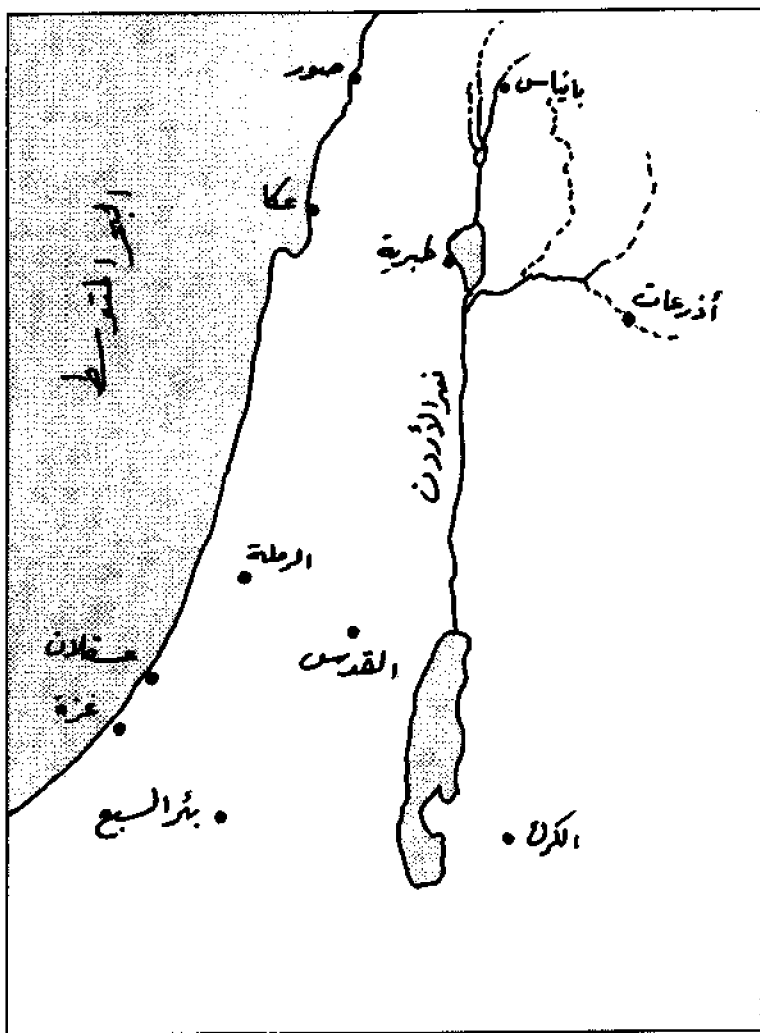 صور
بانياس
عكا
البحر المتوسط
طبرية
أذرعات
نهر الأردن
الرملة
القدس
عسقلان
غزة
بئر السبع
الكرك